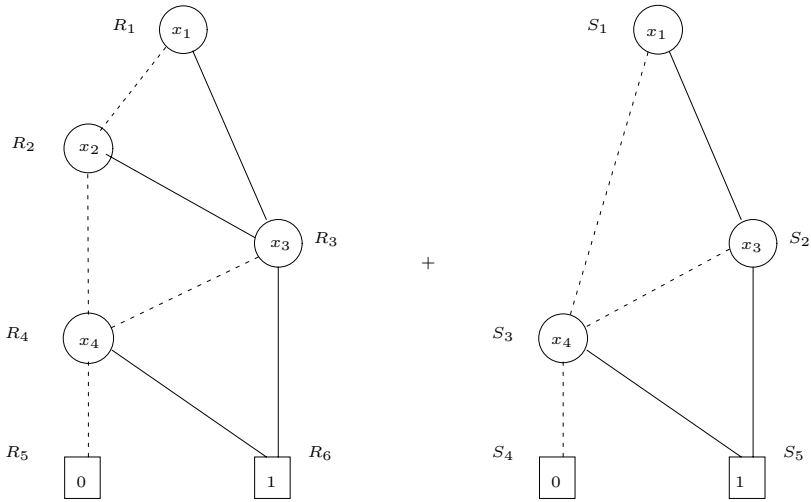 R₁ x₁ S₁ x₁
R₂ x₂
x₃ R₃ x₃ S₂
+
R₄ x₄ S₃ x₄
R₅ R₆ S₄ S₅
0 1 0 1